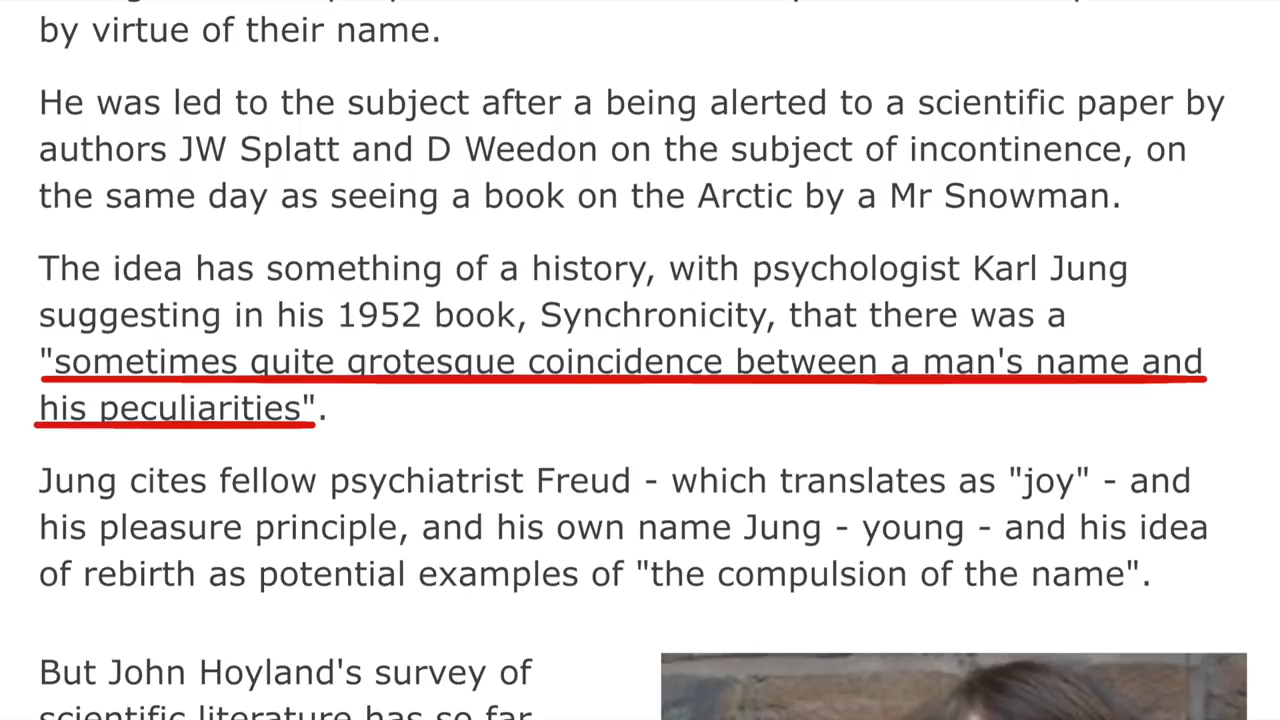 by virtue of their name.
He was led to the subject after a being alerted to a scientific paper by
authors JW Splatt and D Weedon on the subject of incontinence, on
the same day as seeing a book on the Arctic by a Mr Snowman.
The idea has something of a history, with psychologist Karl Jung
suggesting in his 1952 book, Synchronicity, that there was a
"sometimes quite grotesque coincidence between a man's name and
his peculiarities".
Jung cites fellow psychiatrist Freud - which translates as "joy" - and
his pleasure principle, and his own name Jung - young - and his idea
of rebirth as potential examples of "the compulsion of the name".
But John Hoyland's survey of
scientific literature has so far